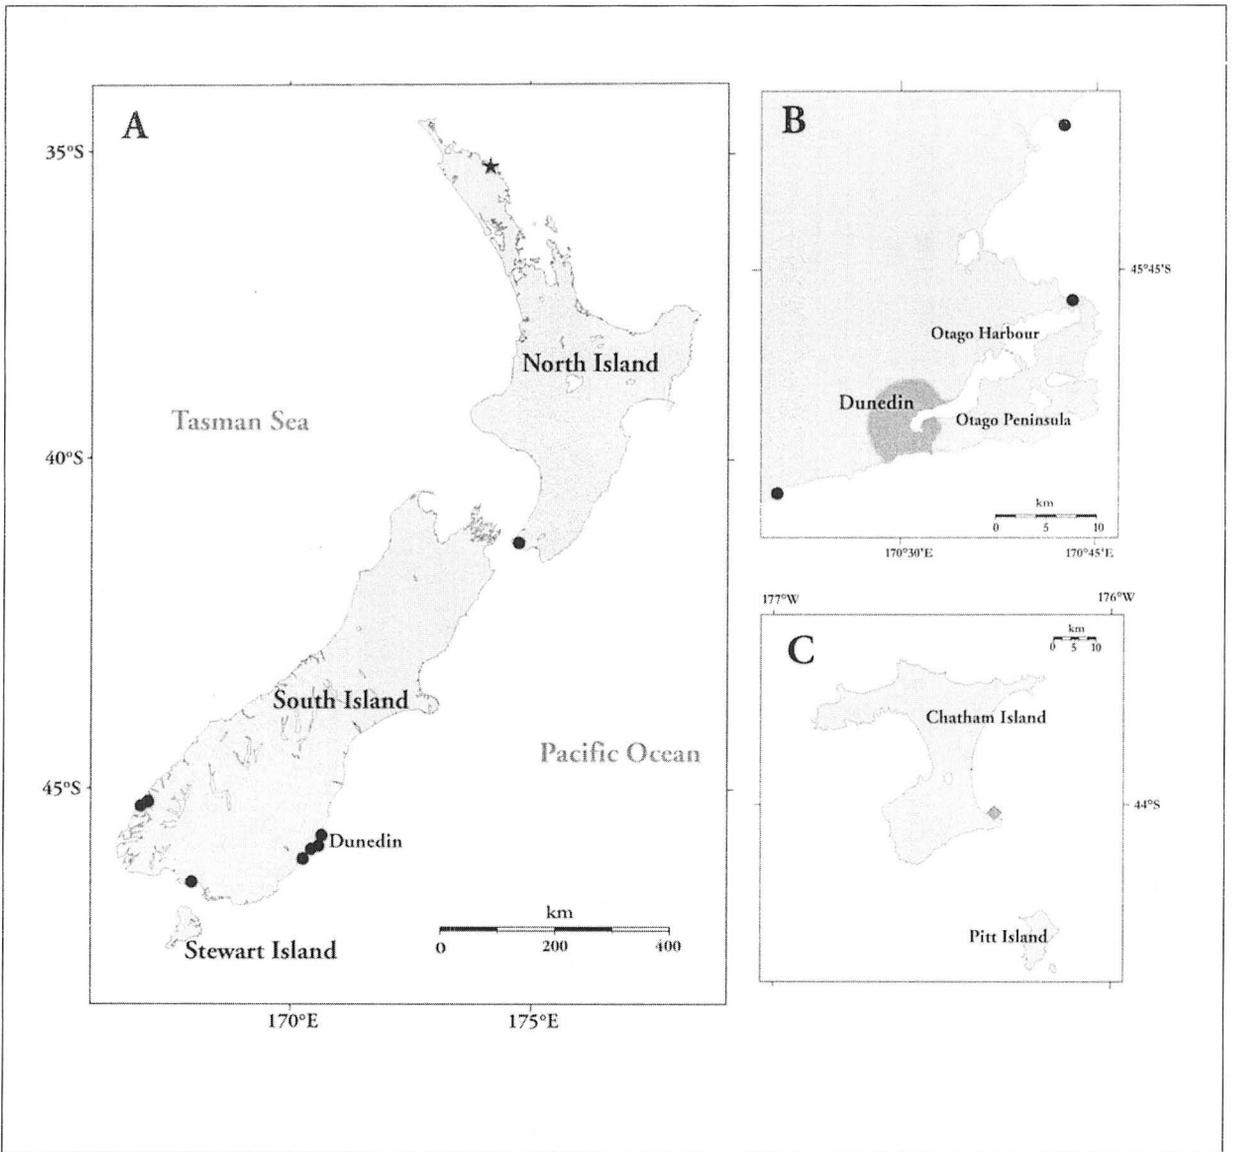 A
35°S
North Island
Tasman Sea
40°S
South Island
Pacific Ocean
45°S
Dunedin
km
0 200 400
Stewart Island
170°E 175°E
B
45°45'S
Otago Harbour
Dunedin
Otago Peninsula
km
0 5 10
170°30'E 170°45'E
177°W 176°W
C
km
0 5 10
Chatham Island
44°S
Pitt Island